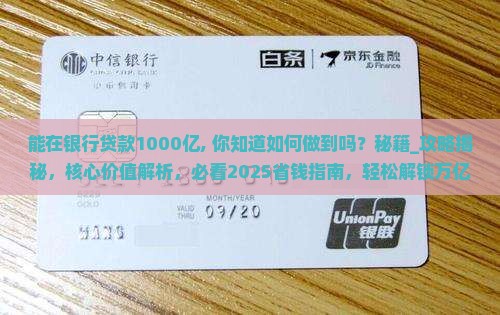 中信银行
白条 京东金融
JD Finance
能在银行贷款1000亿, 你知道如何做到吗？秘籍_攻略揭
秘，核心价值解析，必看2025省钱指南，轻松解锁万亿
VALID
THRU
09/20
WANG
UnionPay
银联